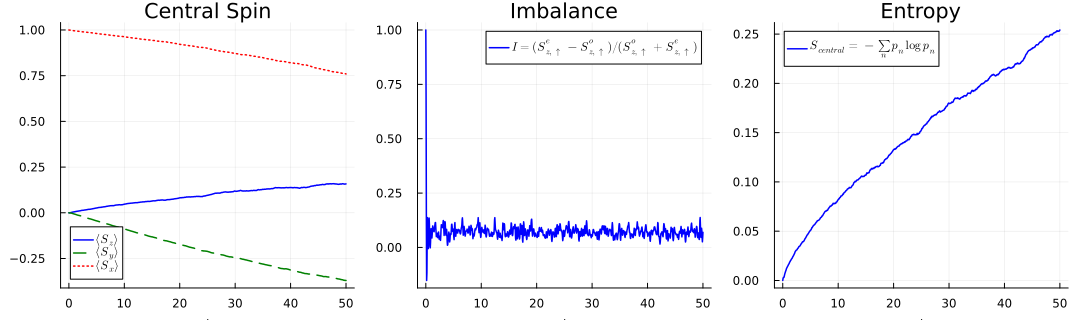 Central Spin
1.00
0.75
0.50
0.25
0.00
−0.25
⟨S_z⟩
⟨S_y⟩
⟨S_x⟩
0 10 20 30 40 50
Imbalance
1.00
0.75
0.50
0.25
0.00
I = (S^e_{z,↑} − S^o_{z,↑})/(S^o_{z,↑} + S^e_{z,↑})
0 10 20 30 40 50
Entropy
0.25
0.20
0.15
0.10
0.05
0.00
S_{central} = − ∑_n p_n log p_n
0 10 20 30 40 50